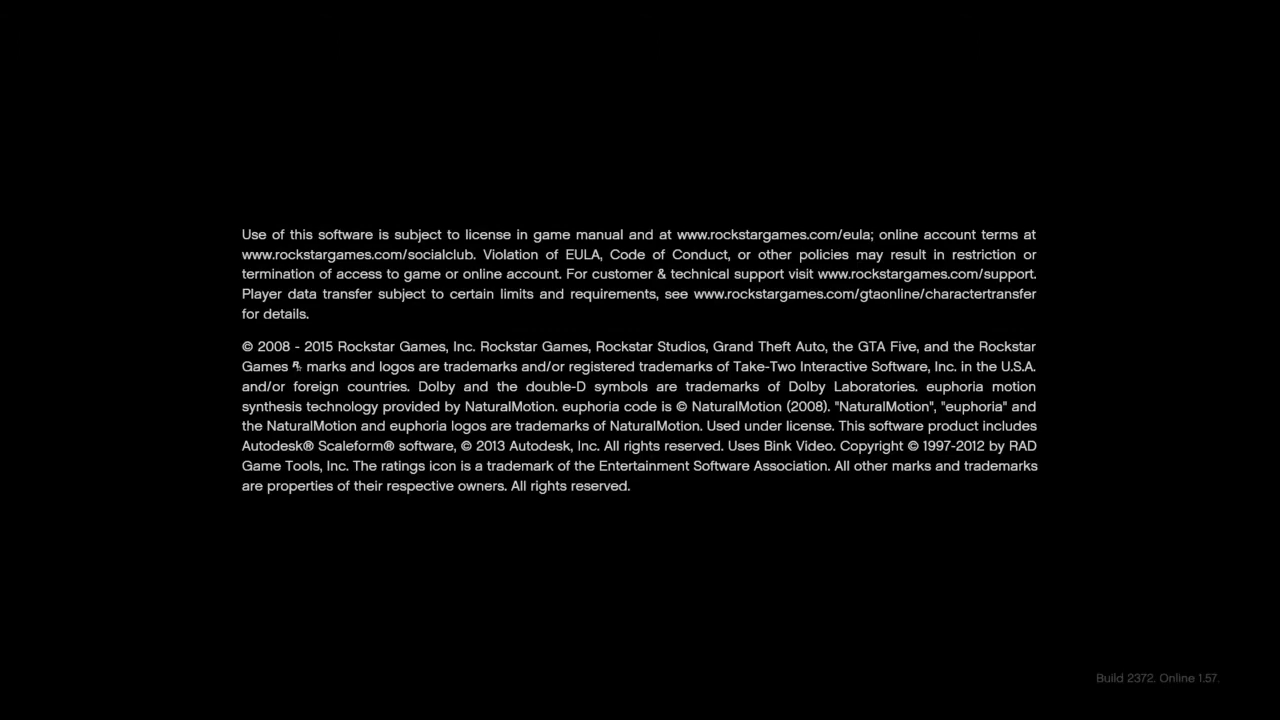 Use of this software is subject to license in game manual and at www.rockstargames.com/eula; online account terms at
www.rockstargames.com/socialclub. Violation of EULA, Code of Conduct, or other policies may result in restriction or
termination of access to game or online account. For customer & technical support visit www.rockstargames.com/support.
Player data transfer subject to certain limits and requirements, see www.rockstargames.com/gtaonline/charactertransfer
for details.
© 2008 - 2015 Rockstar Games, Inc. Rockstar Games, Rockstar Studios, Grand Theft Auto, the GTA Five, and the Rockstar
Games R* marks and logos are trademarks and/or registered trademarks of Take-Two Interactive Software, Inc. in the U.S.A.
and/or foreign countries. Dolby and the double-D symbols are trademarks of Dolby Laboratories. euphoria motion
synthesis technology provided by NaturalMotion. euphoria code is © NaturalMotion (2008). "NaturalMotion", "euphoria" and
the NaturalMotion and euphoria logos are trademarks of NaturalMotion. Used under license. This software product includes
Autodesk® Scaleform® software, © 2013 Autodesk, Inc. All rights reserved. Uses Bink Video. Copyright © 1997-2012 by RAD
Game Tools, Inc. The ratings icon is a trademark of the Entertainment Software Association. All other marks and trademarks
are properties of their respective owners. All rights reserved.
Build 2372. Online 1.57.